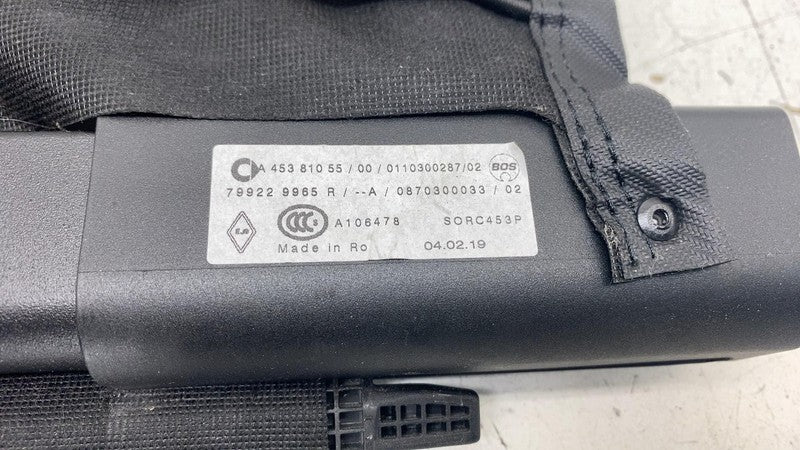 A 453 810 55 / 00 / 0110300287/02 BOS
79922 9965 R / --A / 0870300033 / 02
CCC S A106478 SORC453P
Made in Ro 04.02.19